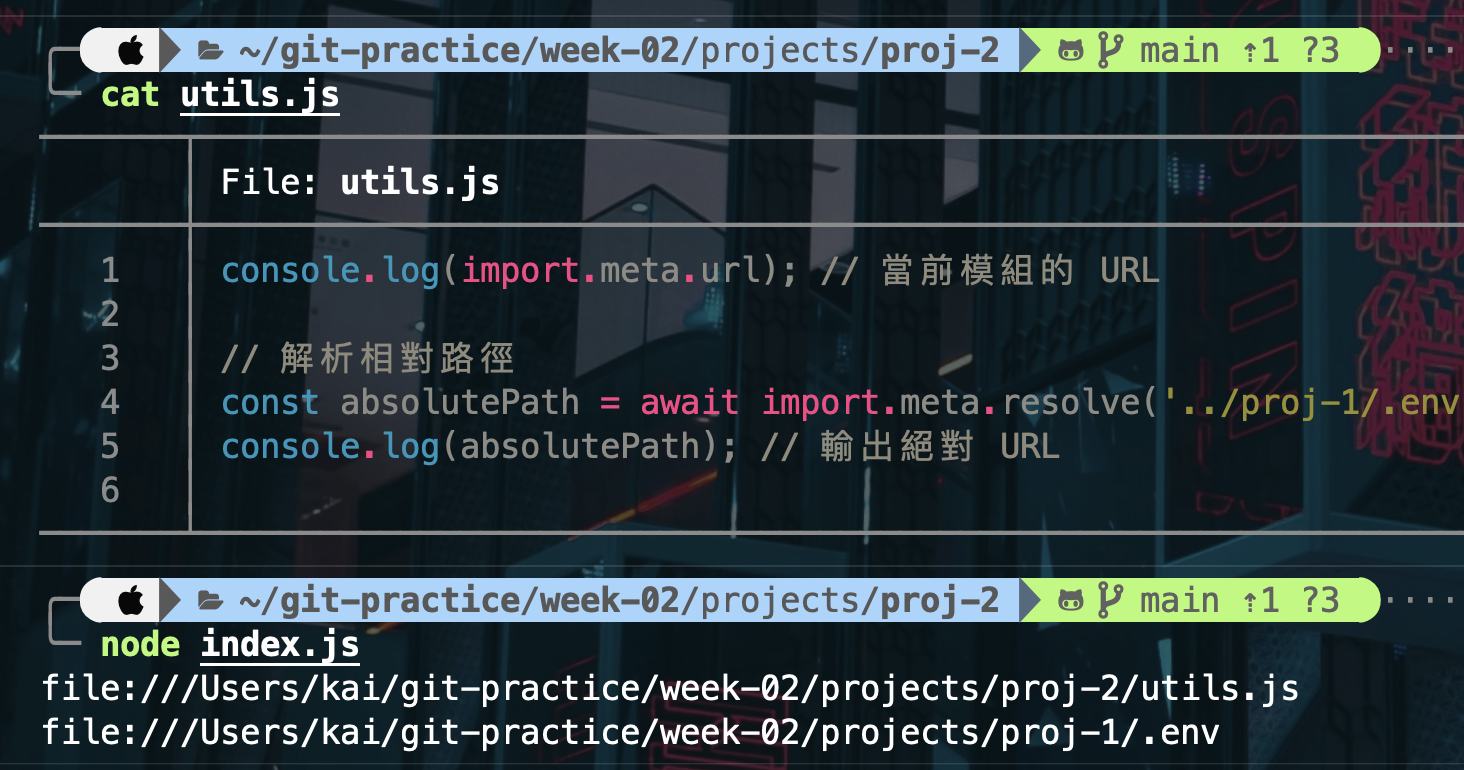 ~/git-practice/week-02/projects/proj-2 main ⇡1 ?3 ····
cat utils.js
File: utils.js
1 console.log(import.meta.url); // 當前模組的 URL
2
3 // 解析相對路徑
4 const absolutePath = await import.meta.resolve('../proj-1/.env
5 console.log(absolutePath); // 輸出絕對 URL
6
~/git-practice/week-02/projects/proj-2 main ⇡1 ?3 ····
node index.js
file:///Users/kai/git-practice/week-02/projects/proj-2/utils.js
file:///Users/kai/git-practice/week-02/projects/proj-1/.env